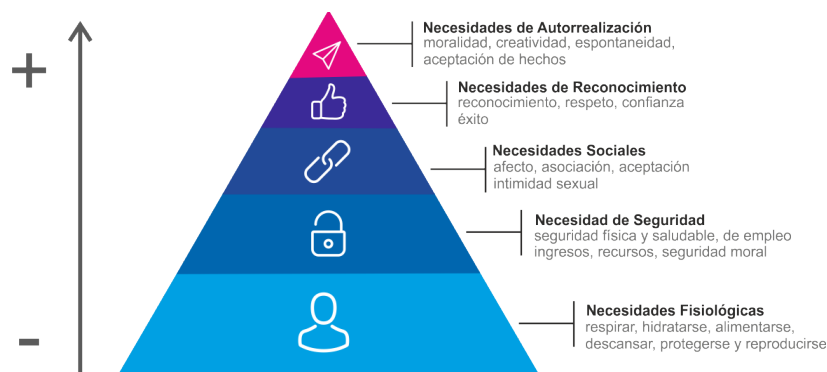 +
Necesidades de Autorrealización
moralidad, creatividad, espontaneidad,
aceptación de hechos
Necesidades de Reconocimiento
reconocimiento, respeto, confianza
éxito
Necesidades Sociales
afecto, asociación, aceptación
intimidad sexual
Necesidad de Seguridad
seguridad física y saludable, de empleo
ingresos, recursos, seguridad moral
Necesidades Fisiológicas
respirar, hidratarse, alimentarse,
descansar, protegerse y reproducirse
-